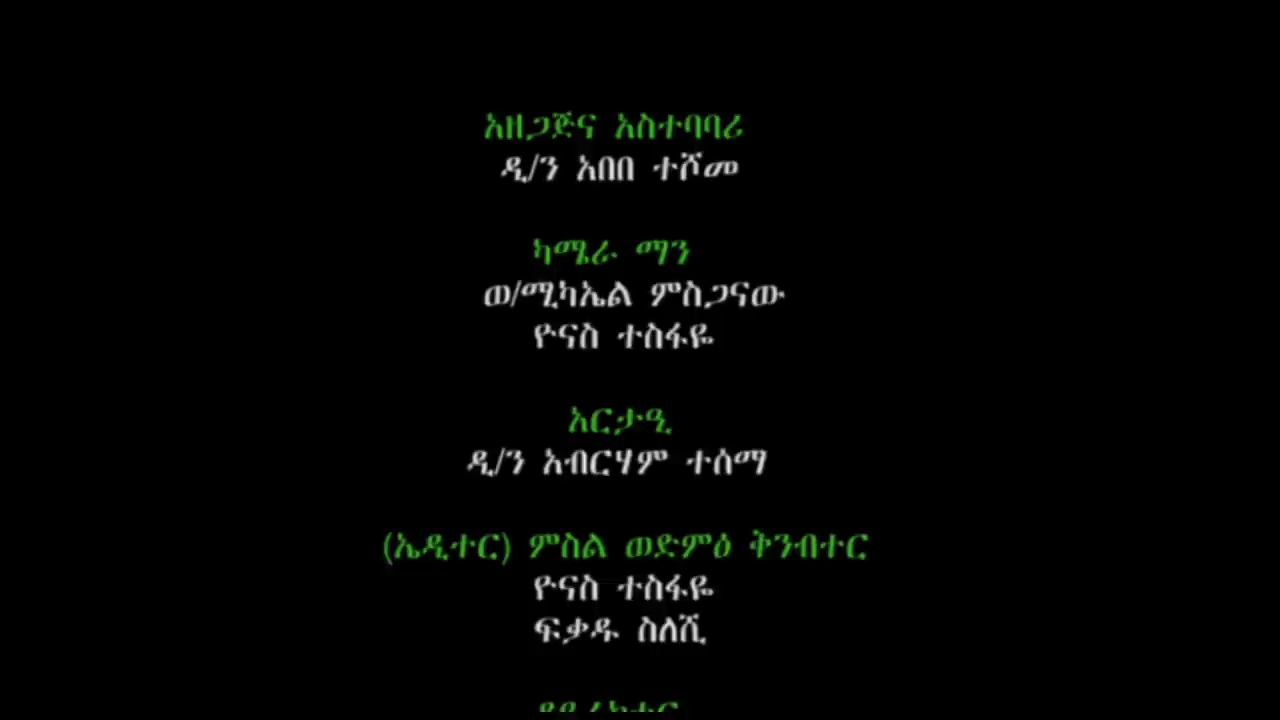 አዘጋጅና አስተባባሪ
ዲ/ን አበበ ተሾመ
ካሜራ ማን
ወ/ሚካኤል ምስጋናው
ዮናስ ተስፋዬ
አርታዒ
ዲ/ን አብርሃም ተሰማ
(ኤዲተር) ምስል ወድምፅ ቅንብተር
ዮናስ ተስፋዬ
ፍቃዱ ስለሺ